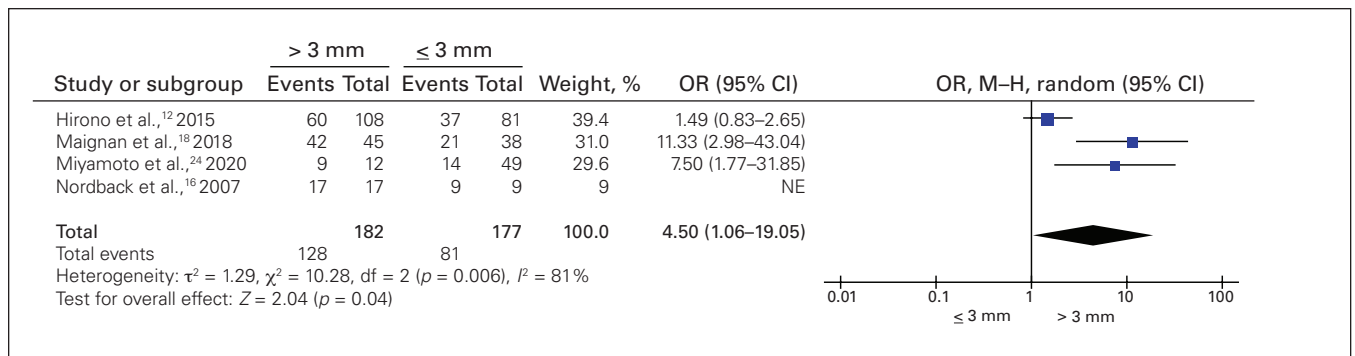 > 3 mm ≤ 3 mm
Study or subgroup Events Total Events Total Weight, % OR (95% CI) OR, M–H, random (95% CI)
Hirono et al.,¹² 2015 60 108 37 81 39.4 1.49 (0.83–2.65)
Maignan et al.,¹⁸ 2018 42 45 21 38 31.0 11.33 (2.98–43.04)
Miyamoto et al.,²⁴ 2020 9 12 14 49 29.6 7.50 (1.77–31.85)
Nordback et al.,¹⁶ 2007 17 17 9 9 9 NE
Total 182 177 100.0 4.50 (1.06–19.05)
Total events 128 81
Heterogeneity: τ² = 1.29, χ² = 10.28, df = 2 (p = 0.006), I² = 81%
Test for overall effect: Z = 2.04 (p = 0.04)
0.01 0.1 1 10 100
≤ 3 mm > 3 mm